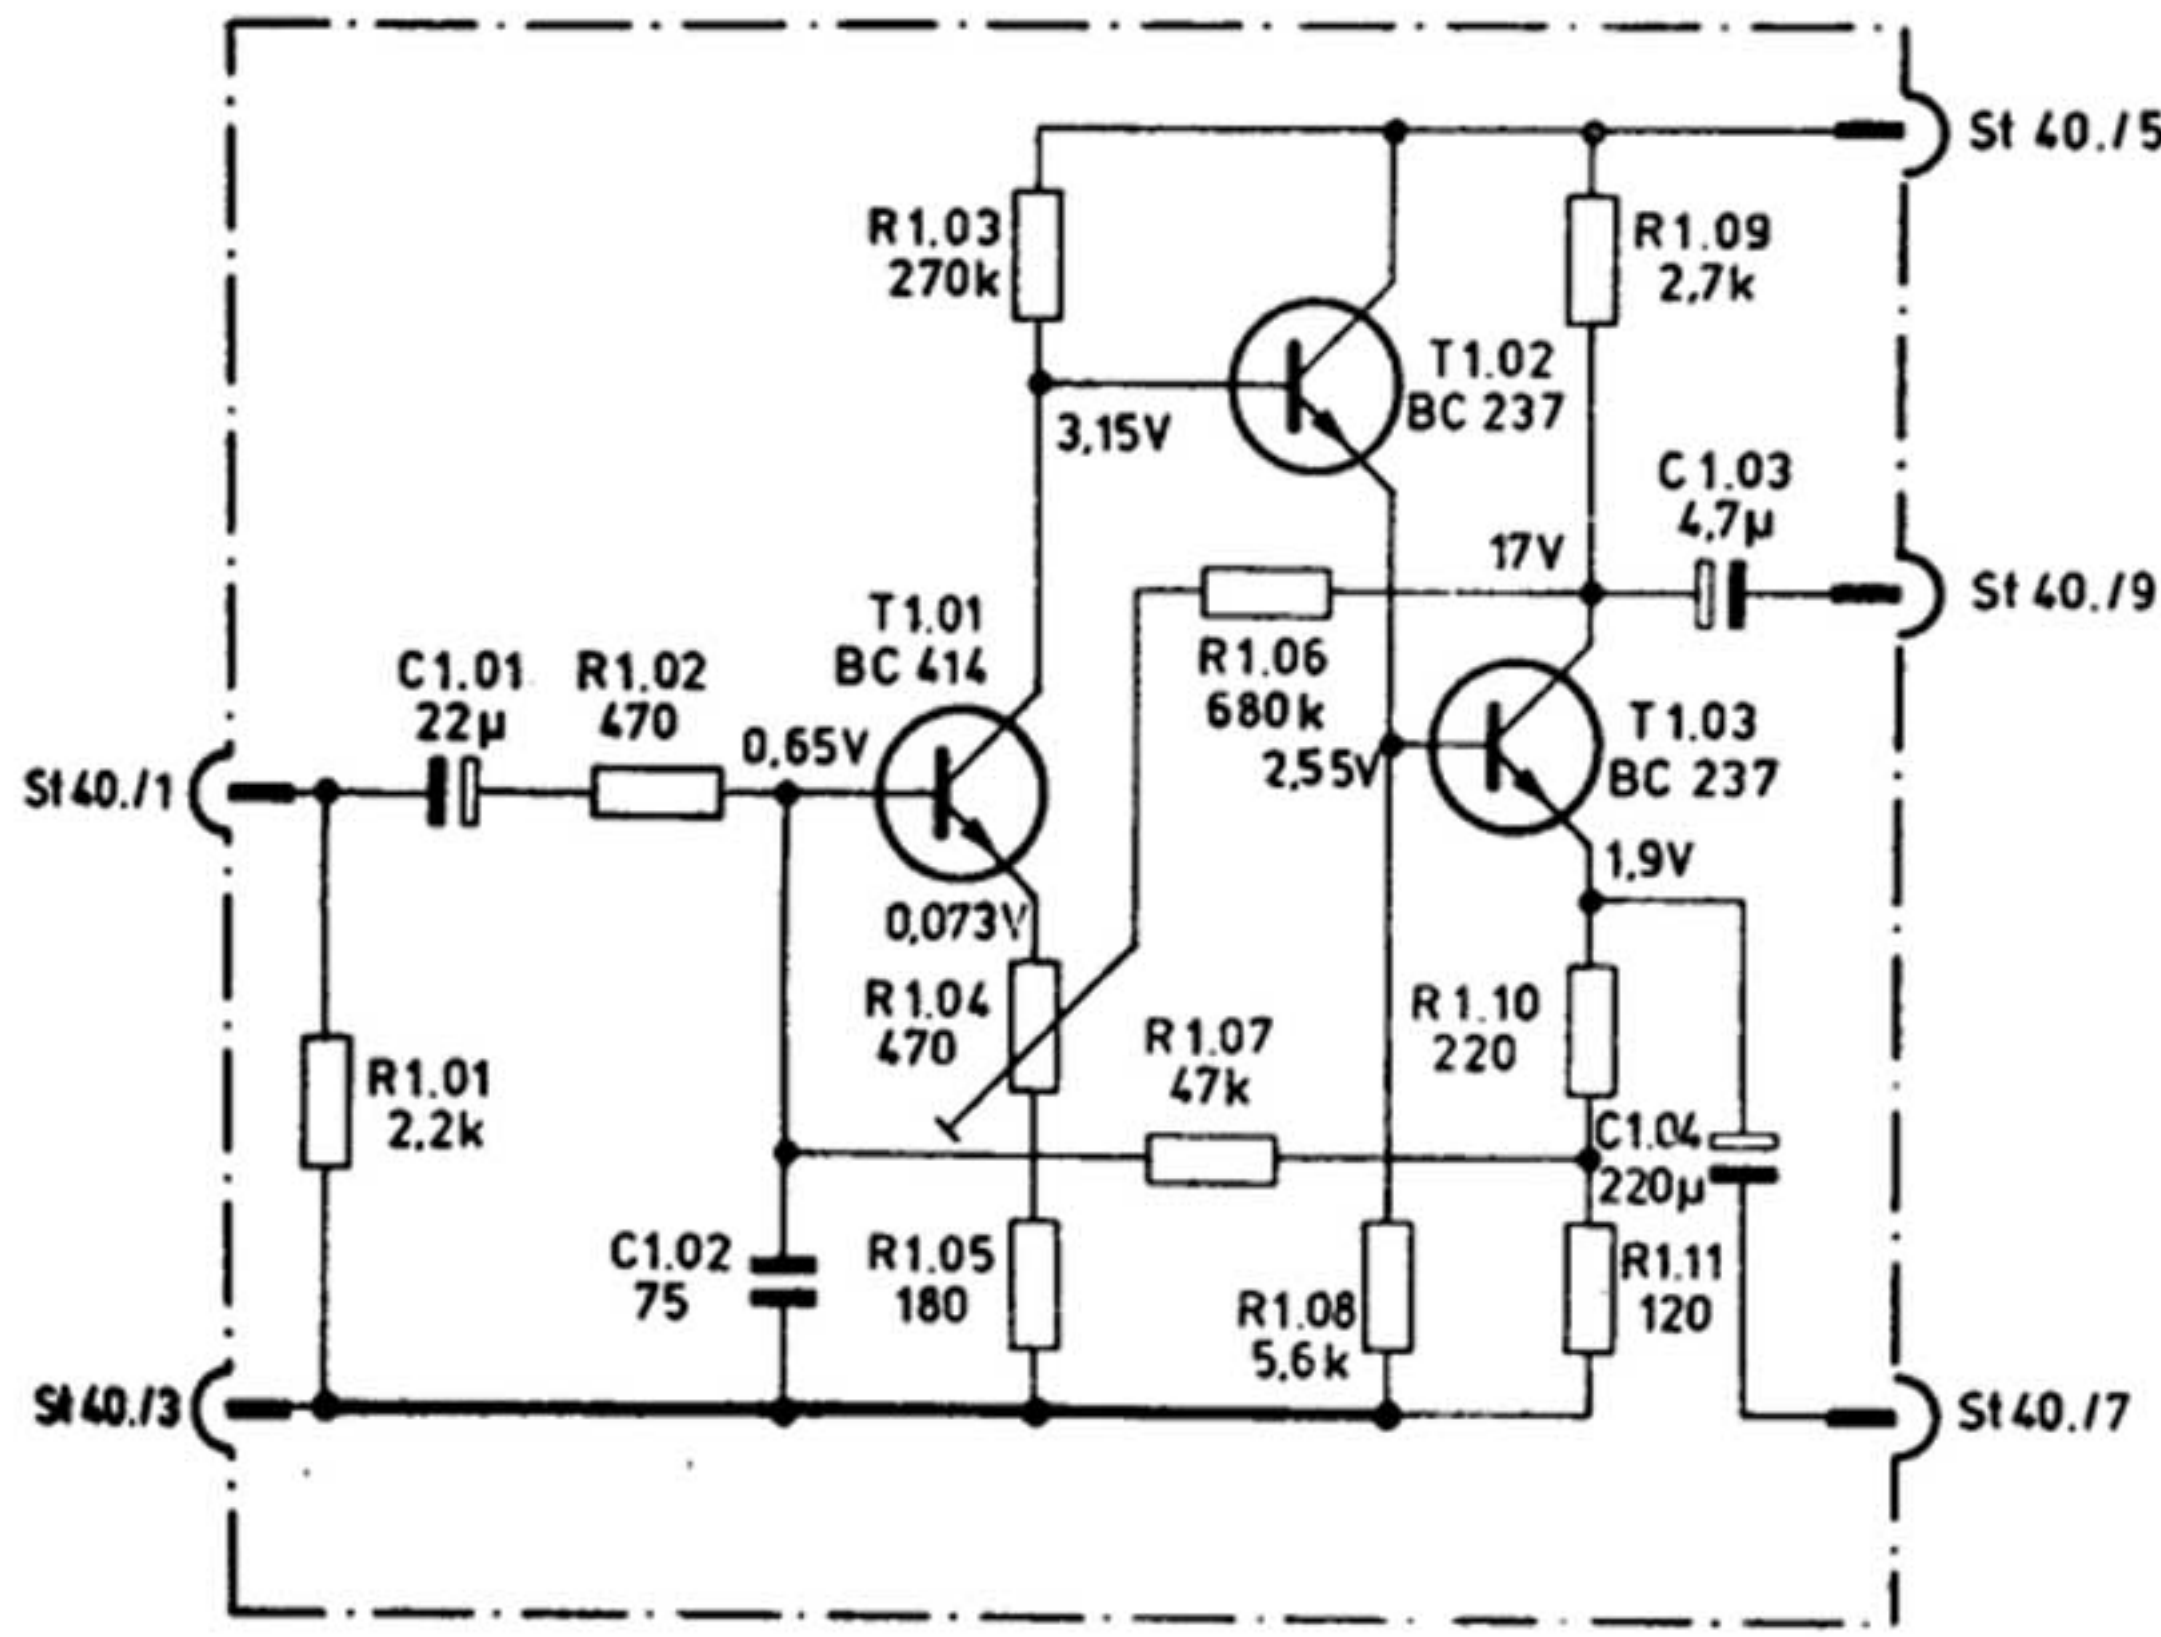 St 40./5
R1.03
270k
R1.09
2,7k
T1.02
BC 237
3,15V
C1.03
4,7µ
17V
St 40./9
T1.01
BC 414
C1.01
22µ
R1.02
470
R1.06
680k
0,65V
T1.03
BC 237
2,55V
St40./1
1,9V
0,073V
R1.04
470
R1.10
220
R1.07
47k
R1.01
2,2k
C1.04
220µ
C1.02
75
R1.05
180
R1.08
5,6k
R1.11
120
St40./3
St40./7